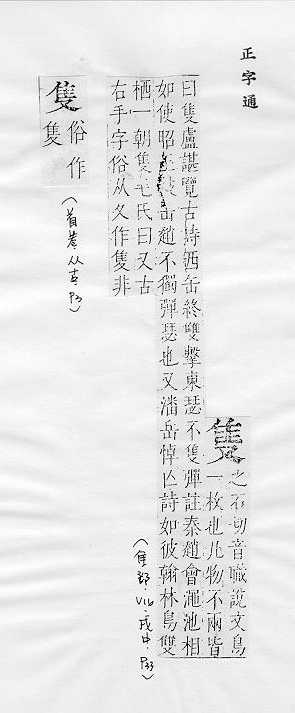 正字通
隻 之石切音職說文鳥
一枚也凡物不兩皆
曰隻盧諶覽古詩西缶終雙擊東瑟不隻彈註秦趙會澠池相
如使昭王擊缶趙不獨彈瑟也又潘岳悼亡詩如彼翰林鳥雙
栖一朝隻毛氏曰又古
右手字俗从夂作隻非
(隹部.V16.戌中.P33)
隻 俗作
隻
(首卷.从古.P3)